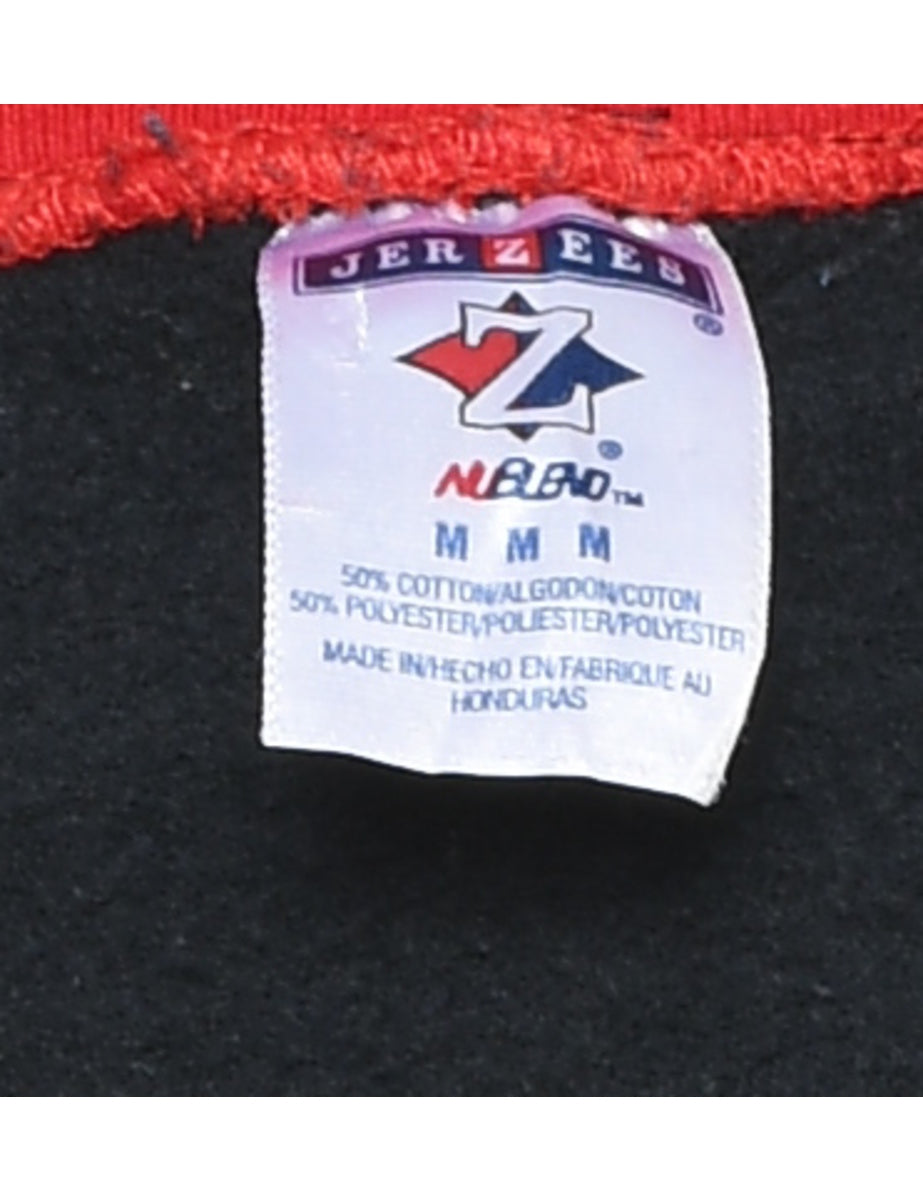 JERZEES®
Z®
NUBLEND™
M M M
50% COTTON/ALGODON/COTON
50% POLYESTER/POLIESTER/POLYESTER
MADE IN/HECHO EN/FABRIQUE AU
HONDURAS